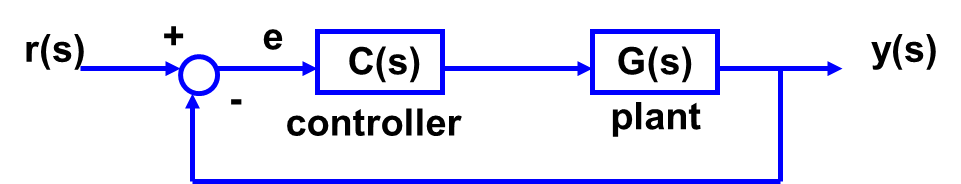 r(s) + e C(s) G(s) y(s)
-
controller plant